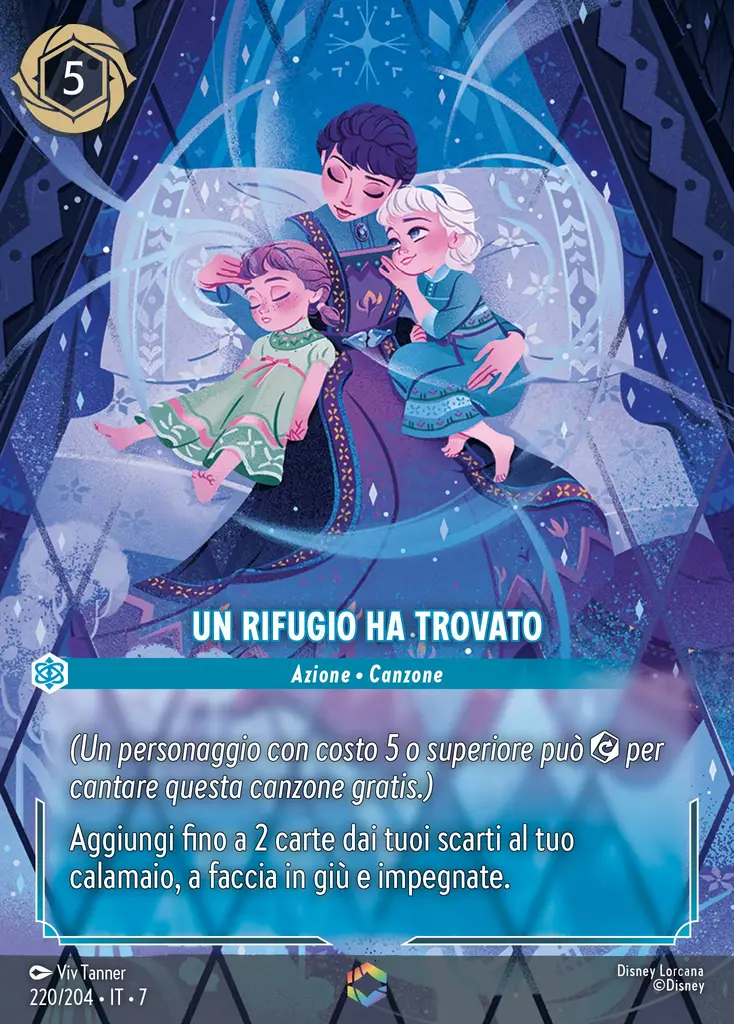 5
UN RIFUGIO HA TROVATO
Azione • Canzone
(Un personaggio con costo 5 o superiore può per
cantare questa canzone gratis.)
Aggiungi fino a 2 carte dai tuoi scarti al tuo
calamaio, a faccia in giù e impegnate.
Viv Tanner
Disney Lorcana
220/204 • IT • 7
©Disney